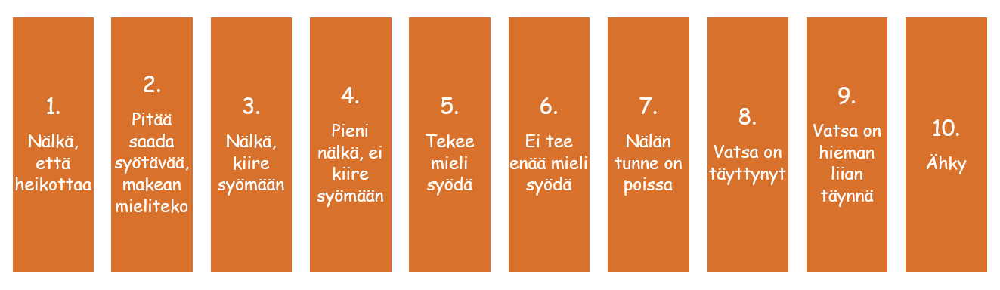 1.
Nälkä,
että
heikottaa
2.
Pitää
saada
syötävää,
makean
mieliteko
3.
Nälkä,
kiire
syömään
4.
Pieni
nälkä, ei
kiire
syömään
5.
Tekee
mieli
syödä
6.
Ei tee
enää mieli
syödä
7.
Nälän
tunne on
poissa
8.
Vatsa on
täyttynyt
9.
Vatsa on
hieman
liian
täynnä
10.
Ähky